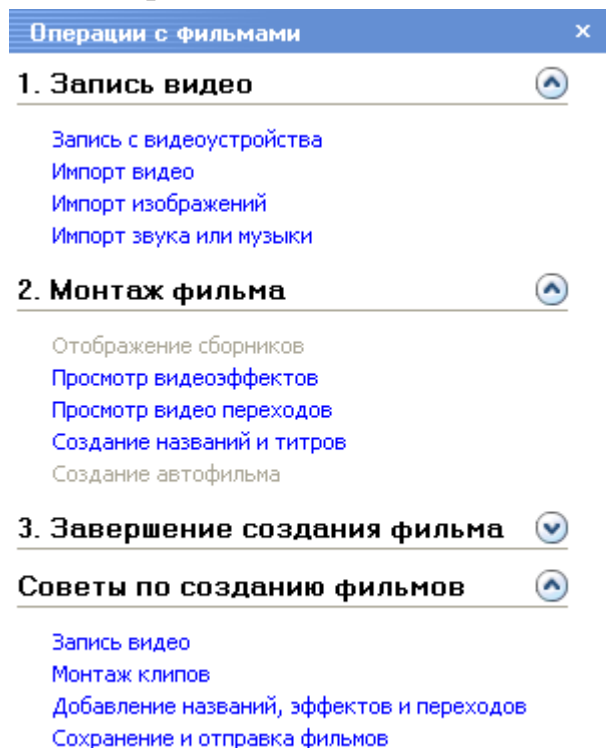 Операции с фильмами
1. Запись видео
Запись с видеоустройства
Импорт видео
Импорт изображений
Импорт звука или музыки
2. Монтаж фильма
Отображение сборников
Просмотр видеоэффектов
Просмотр видео переходов
Создание названий и титров
Создание автофильма
3. Завершение создания фильма
Советы по созданию фильмов
Запись видео
Монтаж клипов
Добавление названий, эффектов и переходов
Сохранение и отправка фильмов